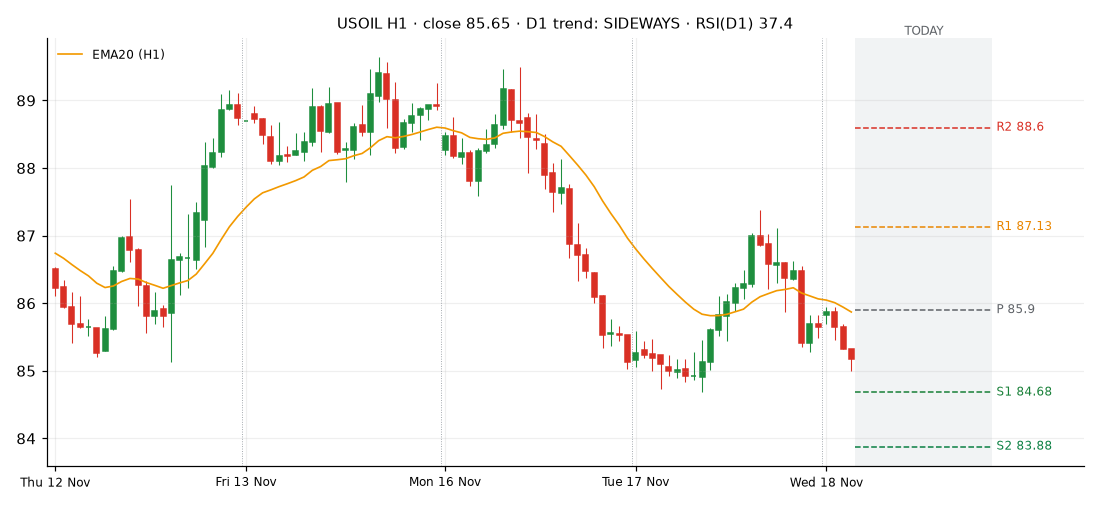 USOIL H1 · close 85.65 · D1 trend: SIDEWAYS · RSI(D1) 37.4
TODAY
EMA20 (H1)
89
88
87
86
85
84
R2 88.6
R1 87.13
P 85.9
S1 84.68
S2 83.88
Thu 12 Nov
Fri 13 Nov
Mon 16 Nov
Tue 17 Nov
Wed 18 Nov